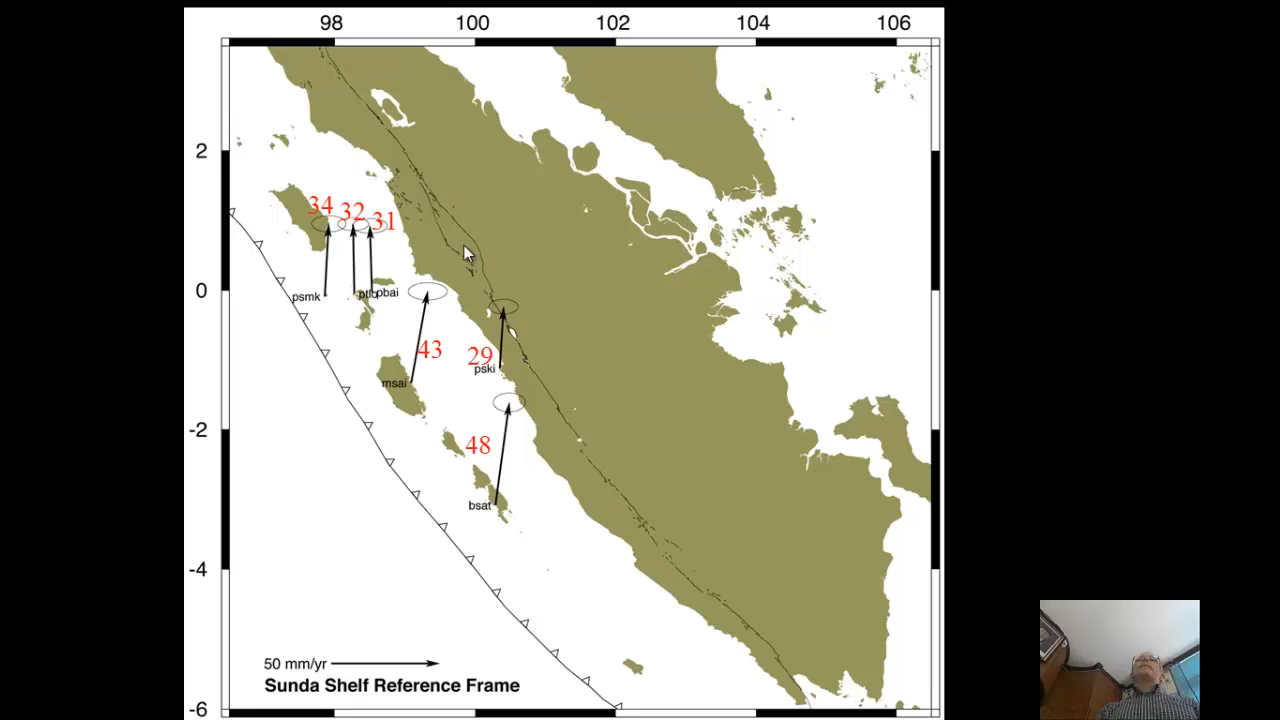 98 100 102 104 106
2
34 32 31
0
psmk ptlo pbai
43
29
pski
msai
-2
48
bsat
-4
50 mm/yr
Sunda Shelf Reference Frame
-6